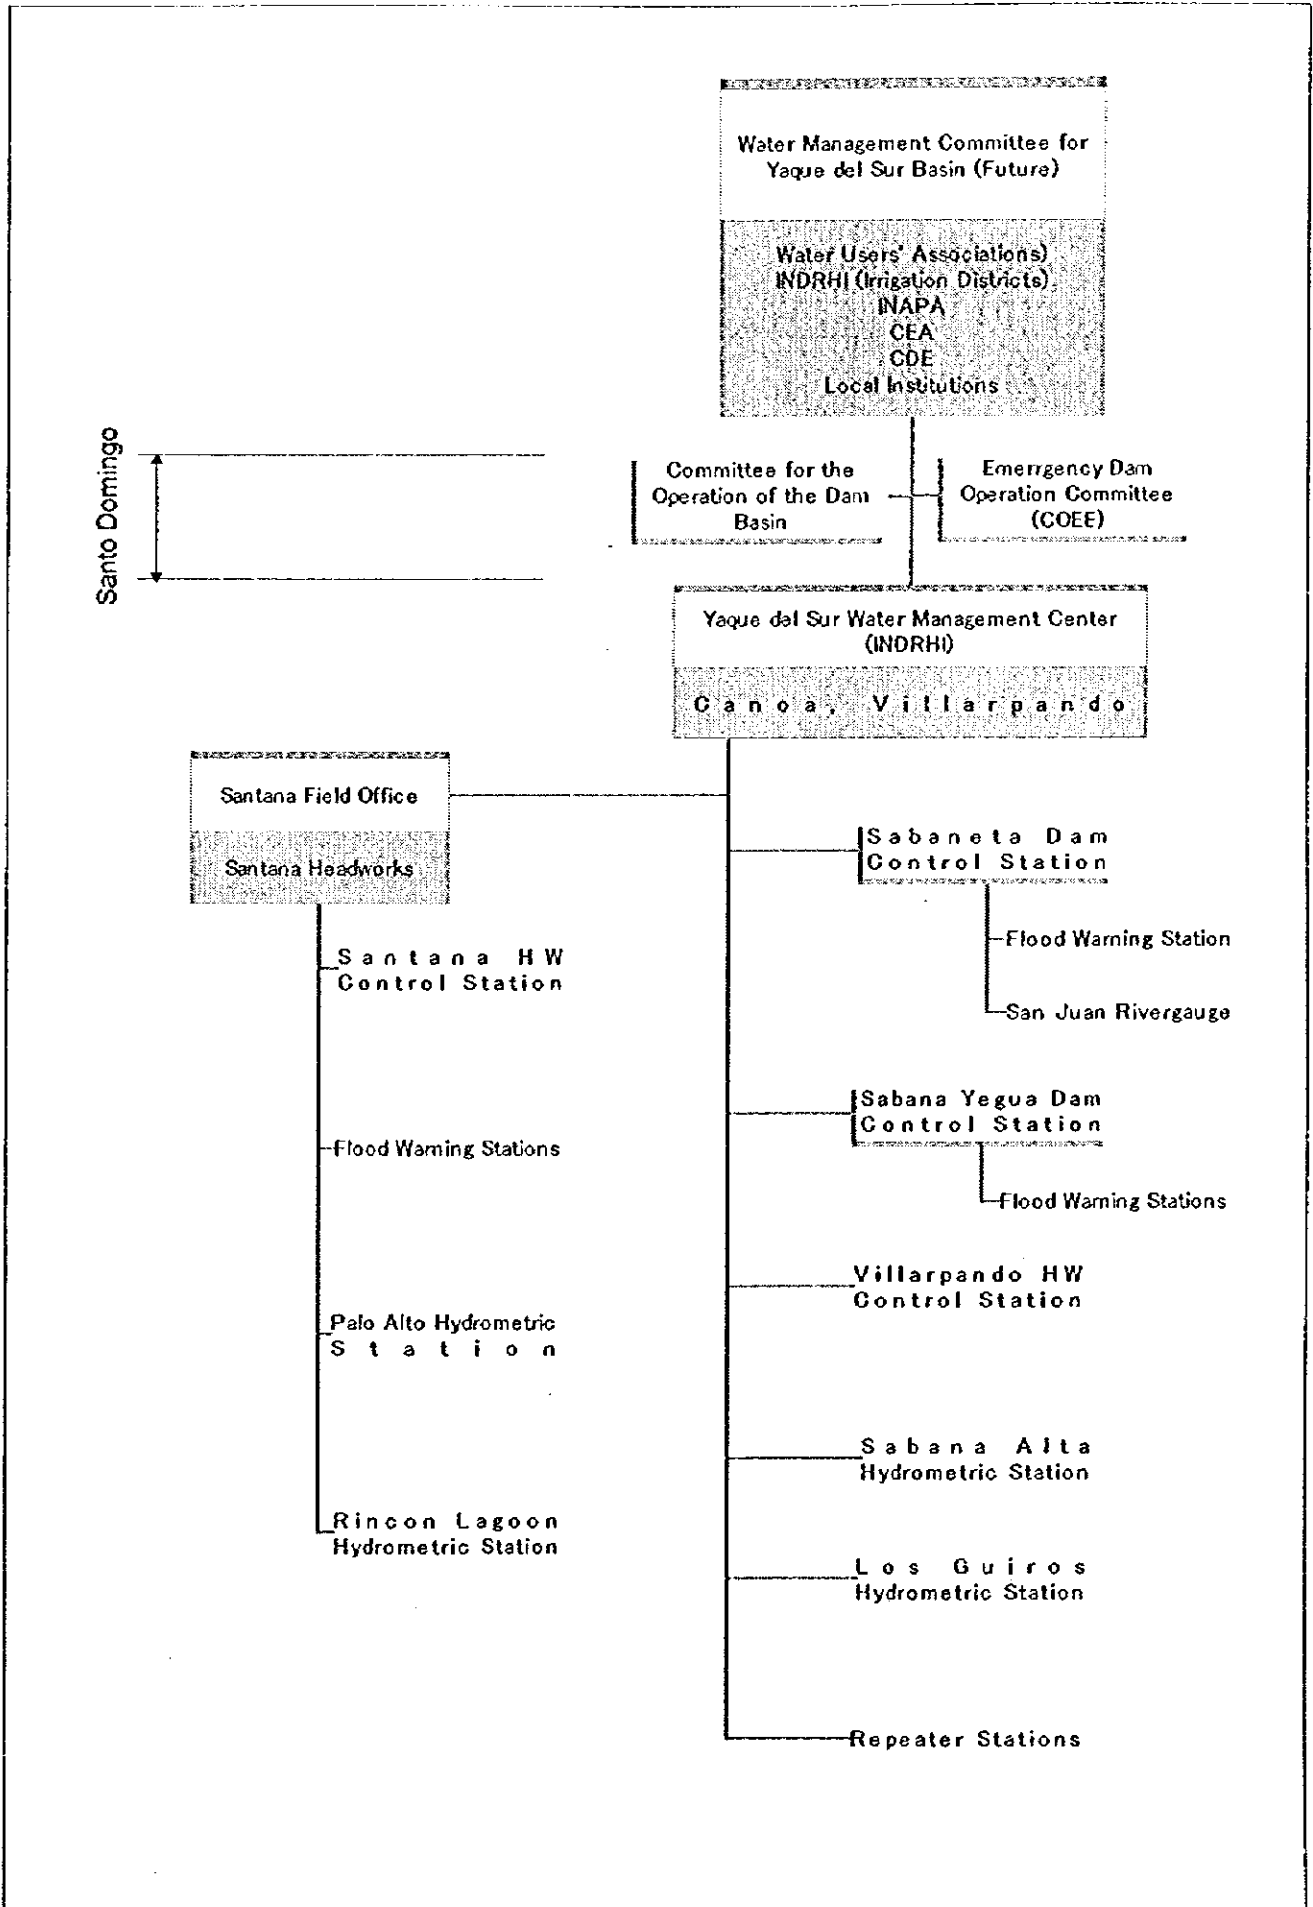 Water Management Committee for
Yaque del Sur Basin (Future)
Water Users' Associations)
INDRHI (Irrigation Districts)
INAPA
CEA
CDE
Local Institutions
Santo Domingo
Committee for the
Operation of the Dam
Basin
Emerrgency Dam
Operation Committee
(COEE)
Yaque del Sur Water Management Center
(INDRHI)
Canoa, Villarpando
Santana Field Office
Santana Headworks
Santana HW
Control Station
Flood Warning Stations
Palo Alto Hydrometric
Station
Rincon Lagoon
Hydrometric Station
Sabaneta Dam
Control Station
Flood Warning Station
San Juan Rivergauge
Sabana Yegua Dam
Control Station
Flood Warning Stations
Villarpando HW
Control Station
Sabana Alta
Hydrometric Station
Los Guiros
Hydrometric Station
Repeater Stations